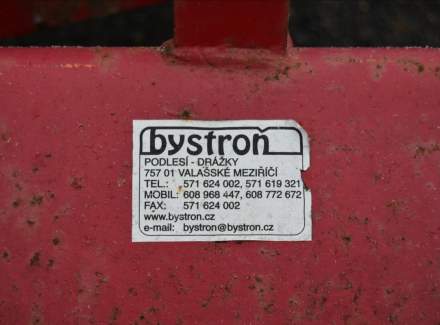 bystroň
PODLESÍ - DRÁŽKY
757 01 VALAŠSKÉ MEZIŘÍČÍ
TEL.: 571 624 002, 571 619 321
MOBIL: 608 968 447, 608 772 672
FAX: 571 624 002
www.bystron.cz
e-mail: bystron@bystron.cz